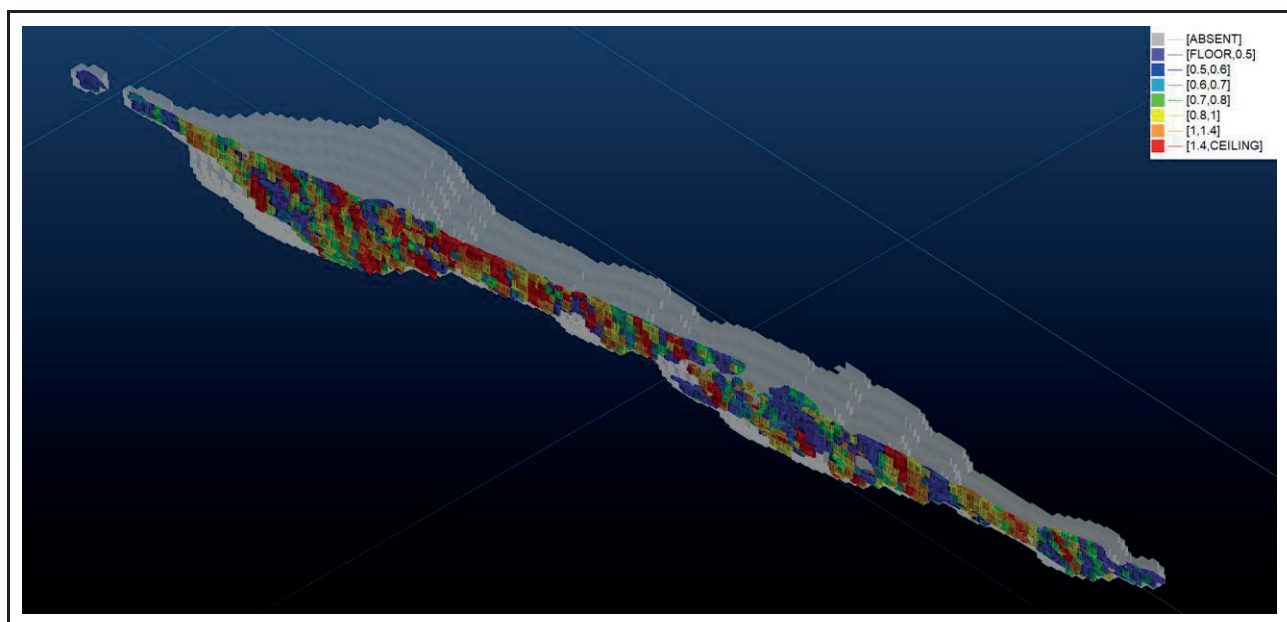 [ABSENT]
[FLOOR,0.5]
[0.5,0.6]
[0.6,0.7]
[0.7,0.8]
[0.8,1]
[1,1.4]
[1.4,CEILING]